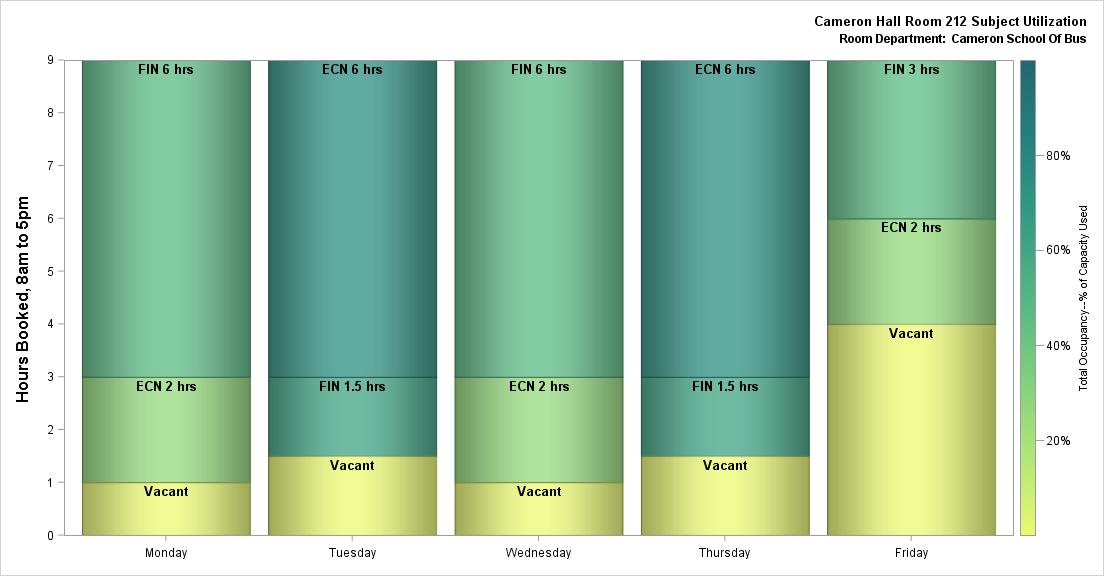 Cameron Hall Room 212 Subject Utilization
Room Department: Cameron School Of Bus
Hours Booked, 8am to 5pm
9
8
7
6
5
4
3
2
1
0
FIN 6 hrs
ECN 2 hrs
Vacant
ECN 6 hrs
FIN 1.5 hrs
Vacant
FIN 6 hrs
ECN 2 hrs
Vacant
ECN 6 hrs
FIN 1.5 hrs
Vacant
FIN 3 hrs
ECN 2 hrs
Vacant
Monday
Tuesday
Wednesday
Thursday
Friday
80%
60%
40%
20%
Total Occupancy--% of Capacity Used